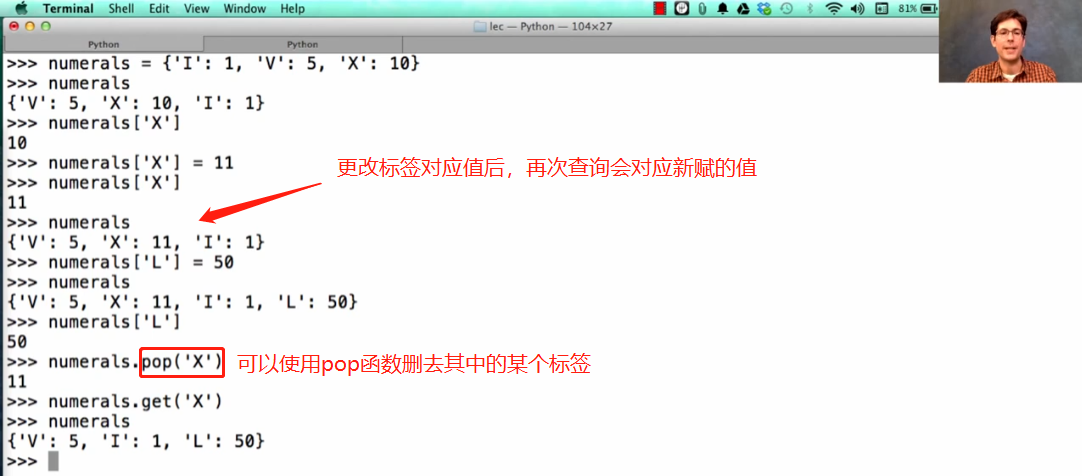 Terminal Shell Edit View Window Help 81%
lec — Python — 104×27
Python Python
>>> numerals = {'I': 1, 'V': 5, 'X': 10}
>>> numerals
{'V': 5, 'X': 10, 'I': 1}
>>> numerals['X']
10
>>> numerals['X'] = 11
更改标签对应值后，再次查询会对应新赋的值
>>> numerals['X']
11
>>> numerals
{'V': 5, 'X': 11, 'I': 1}
>>> numerals['L'] = 50
>>> numerals
{'V': 5, 'X': 11, 'I': 1, 'L': 50}
>>> numerals['L']
50
>>> numerals.pop('X') 可以使用pop函数删去其中的某个标签
11
>>> numerals.get('X')
>>> numerals
{'V': 5, 'I': 1, 'L': 50}
>>>